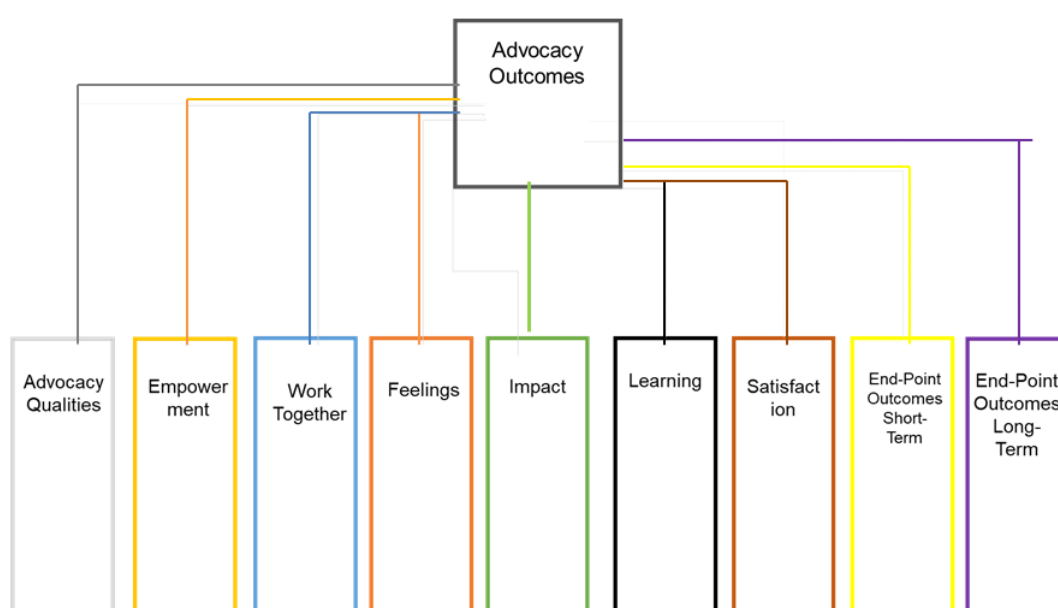 Advocacy
Outcomes
Advocacy
Qualities
Empower
ment
Work
Together
Feelings
Impact
Learning
Satisfact
ion
End-Point
Outcomes
Short-
Term
End-Point
Outcomes
Long-
Term